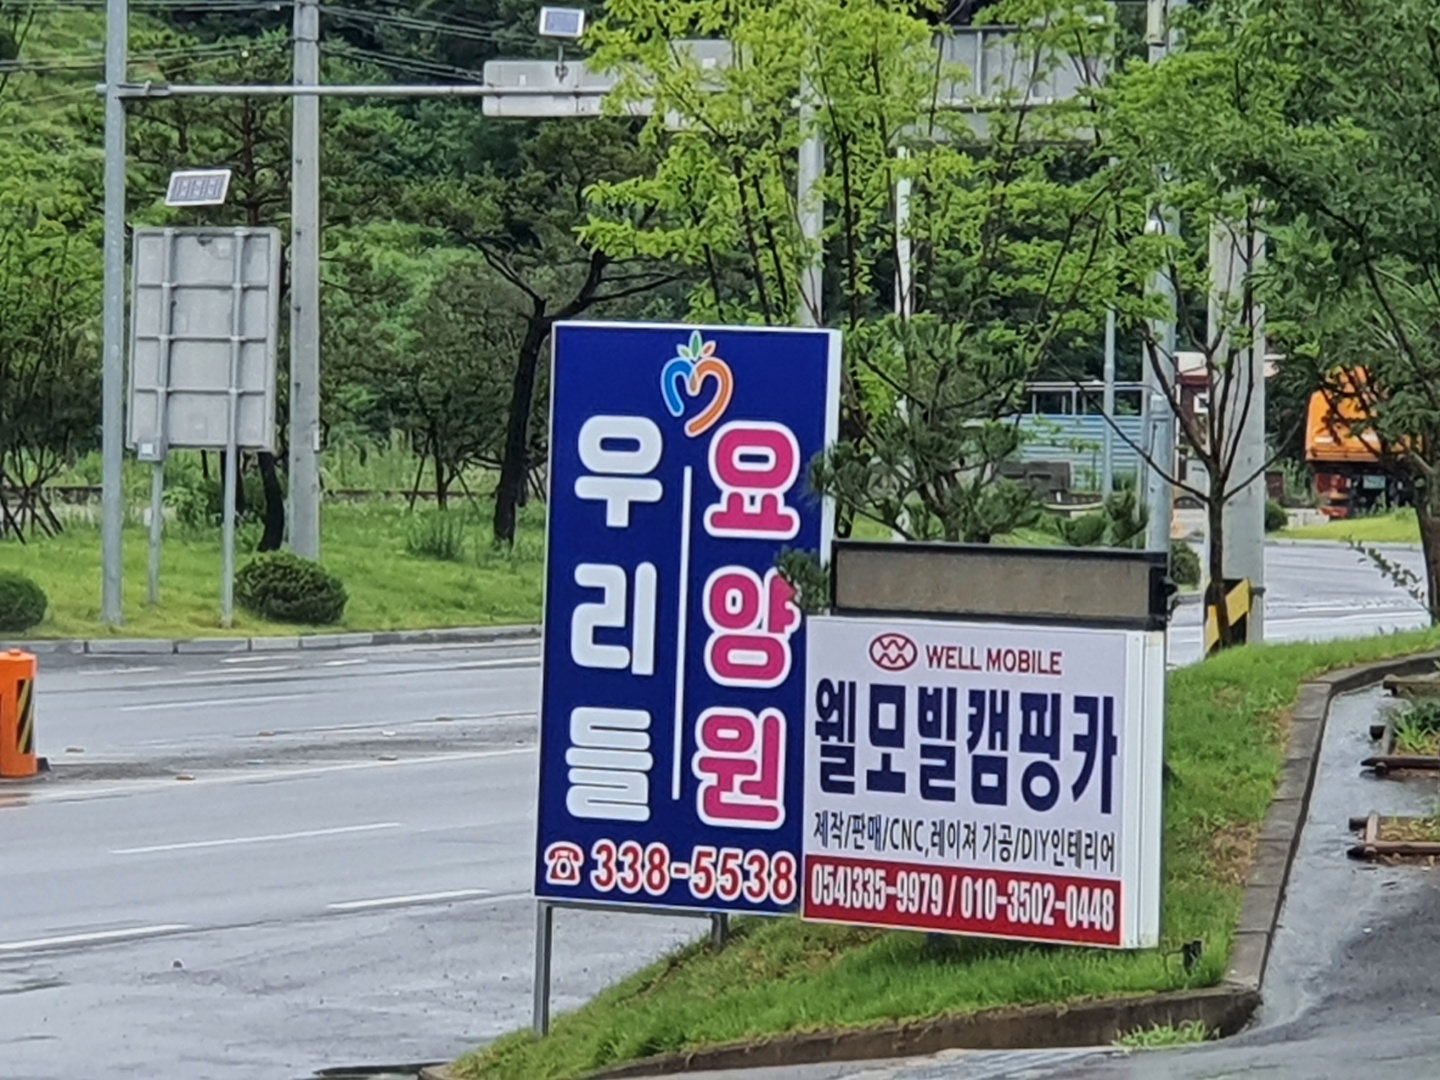 우리들
요양원
338-5538
WELL MOBILE
웰모빌캠핑카
제작/판매/CNC,레이져 가공/DIY인테리어
054)335-9979 / 010-3502-0448